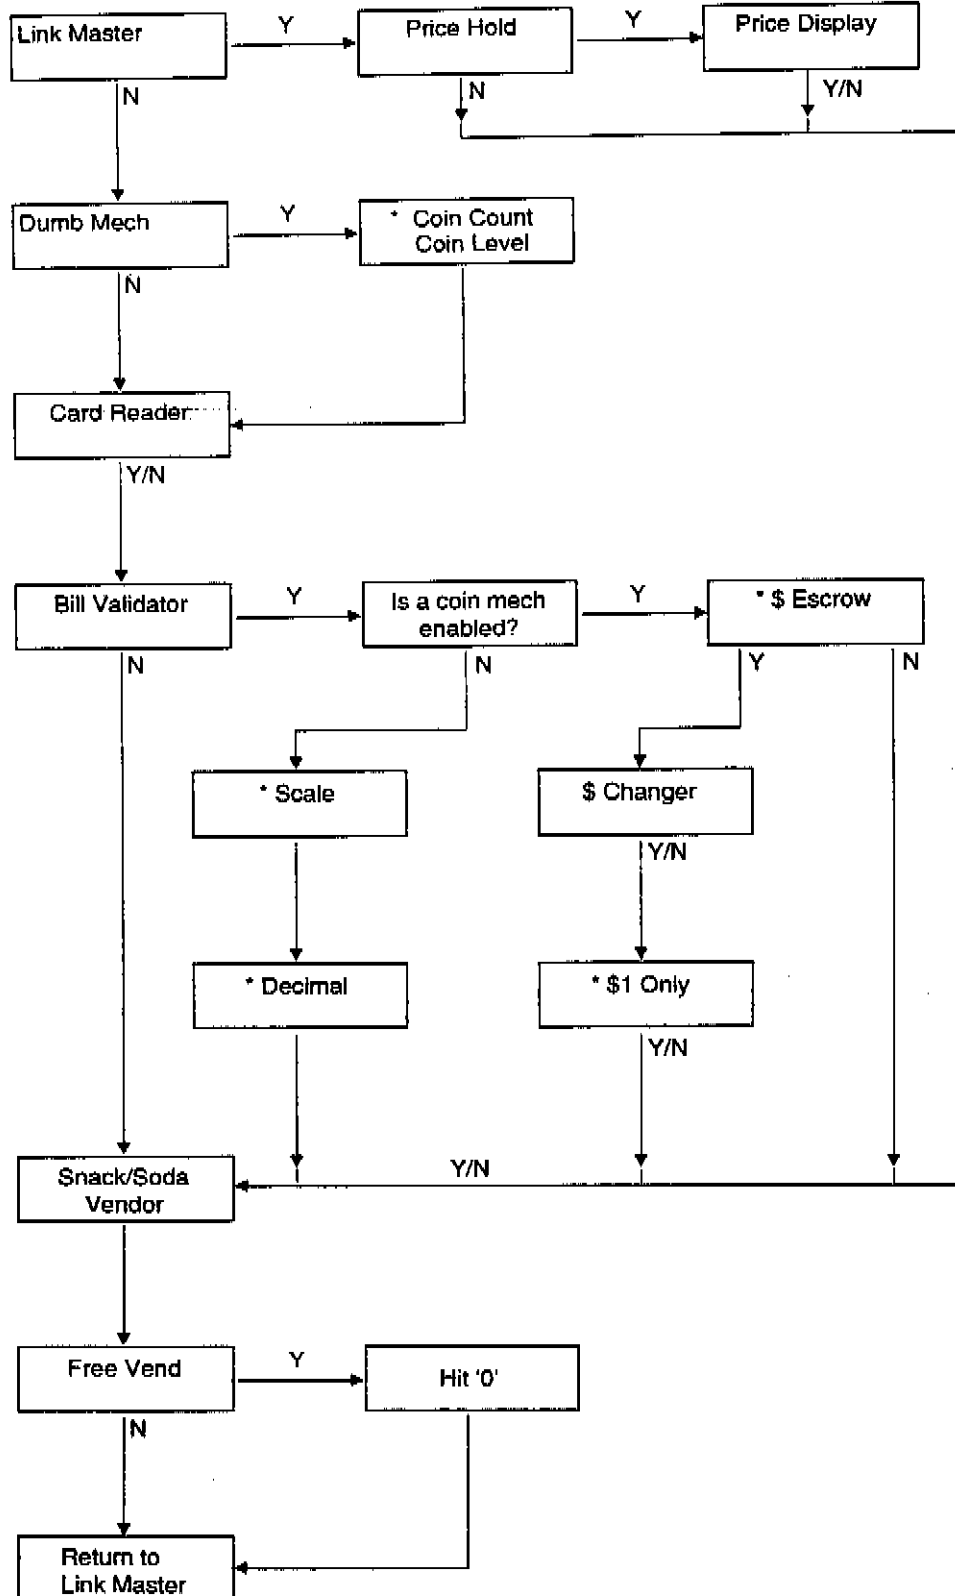 Link Master
Y
Price Hold
Y
Price Display
N
N
Y/N
Dumb Mech
Y
* Coin Count
Coin Level
N
Card Reader
Y/N
Bill Validator
Y
Is a coin mech
enabled?
Y
* $ Escrow
N
N
Y
N
* Scale
$ Changer
Y/N
* Decimal
* $1 Only
Y/N
Snack/Soda
Vendor
Y/N
Free Vend
Y
Hit '0'
N
Return to
Link Master